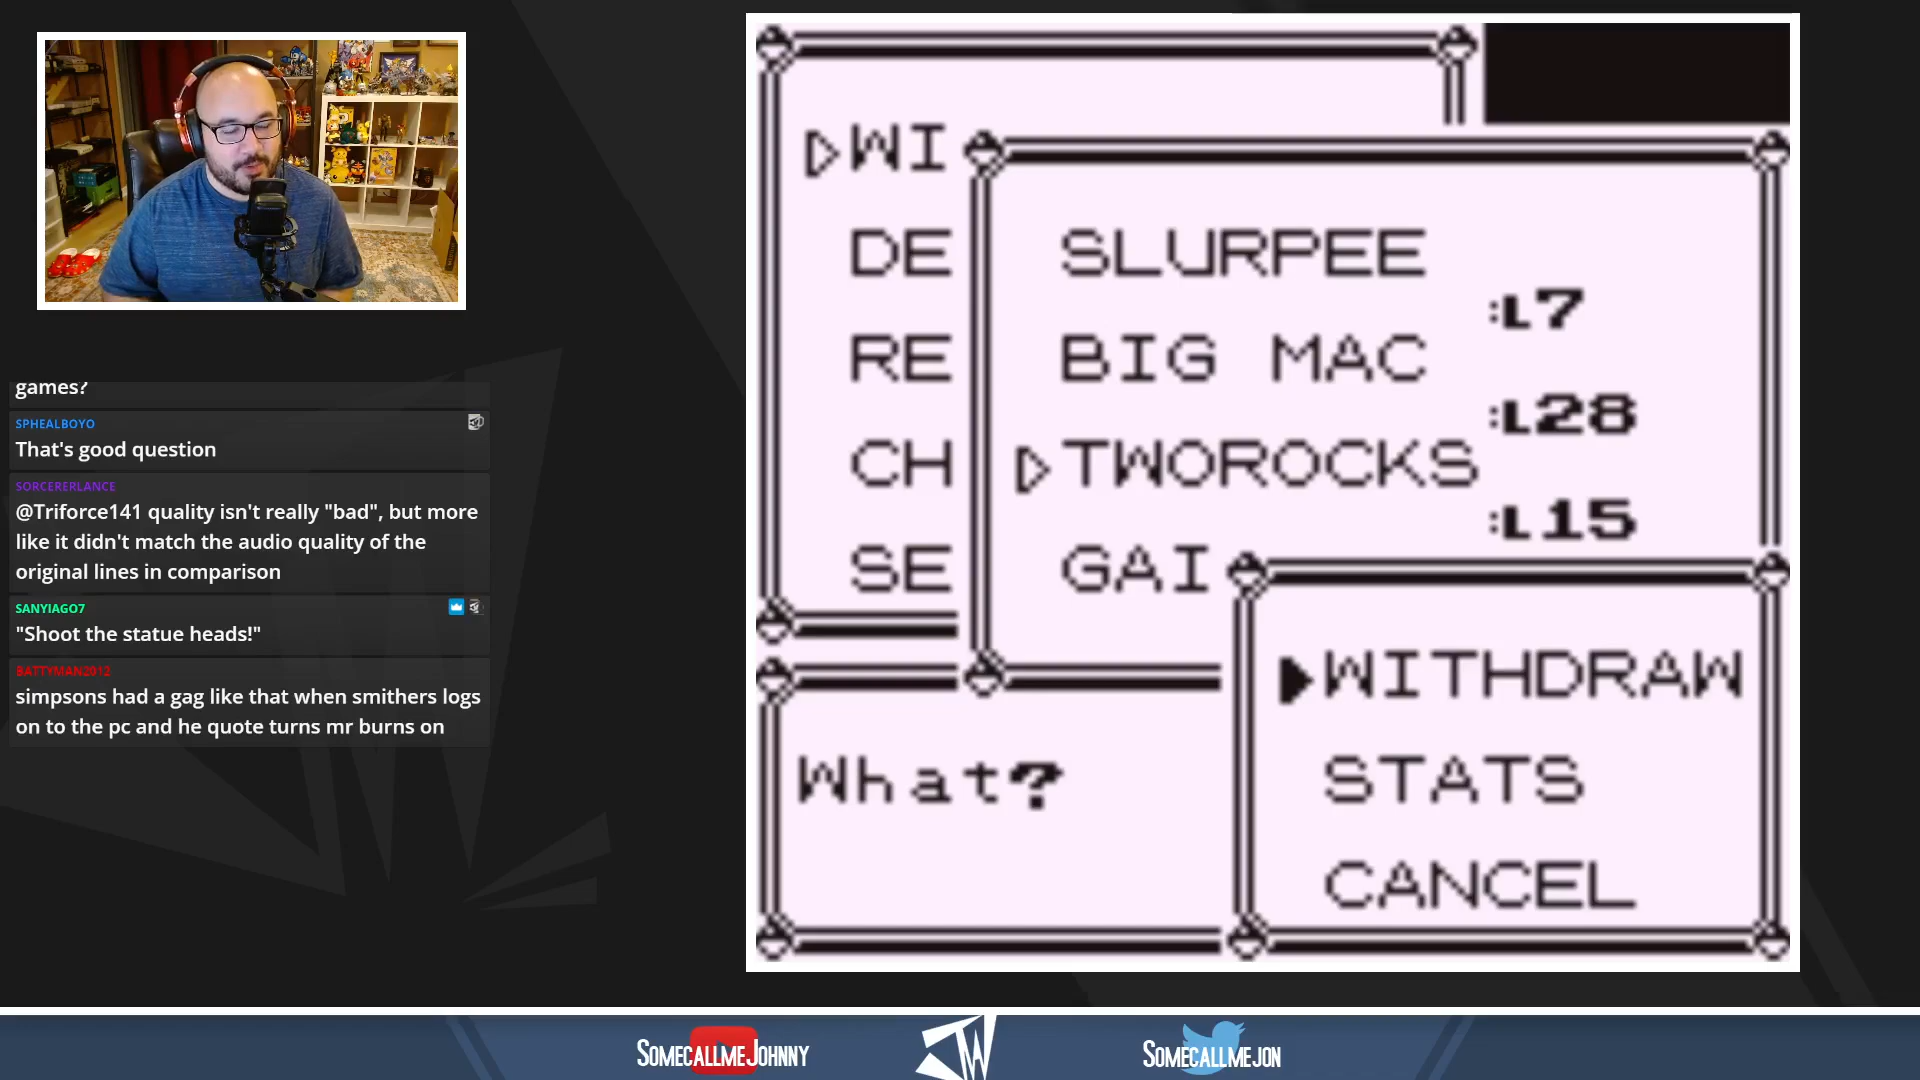 games?
SPHEALBOYO
That's good question
SORCERERLANCE
@Triforce141 quality isn't really "bad", but more
like it didn't match the audio quality of the
original lines in comparison
SANYIAGO7
"Shoot the statue heads!"
BATTYMAN2012
simpsons had a gag like that when smithers logs
on to the pc and he quote turns mr burns on
WI
DE
RE
CH
SE
SLURPEE
:L7
BIG MAC
:L28
TWOROCKS
:L15
GAI
WITHDRAW
STATS
CANCEL
What?
SOMECALLMEJOHNNY
SOMECALLMEJON